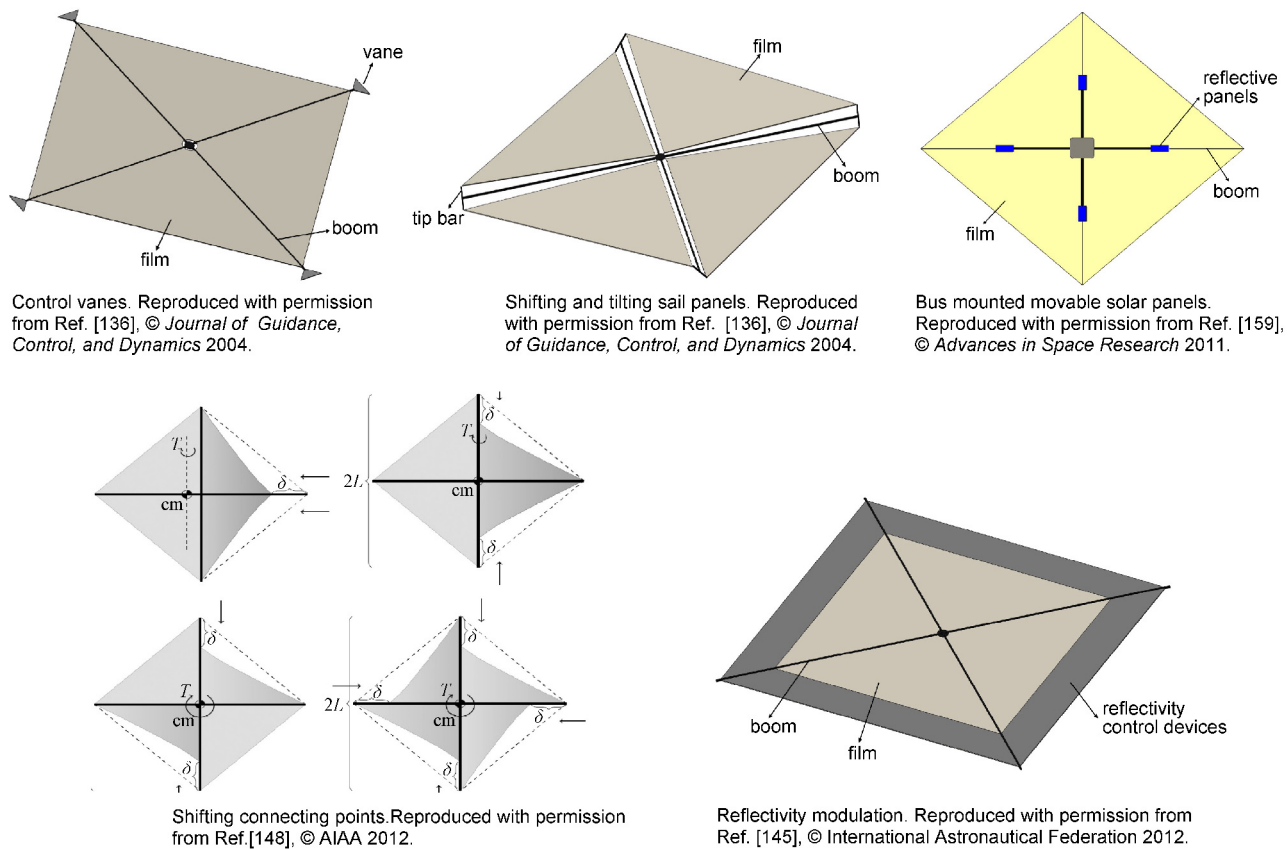 vane
boom
film
Control vanes. Reproduced with permission
from Ref. [136], © Journal of Guidance,
Control, and Dynamics 2004.
film
boom
tip bar
Shifting and tilting sail panels. Reproduced
with permission from Ref. [136], © Journal
of Guidance, Control, and Dynamics 2004.
reflective
panels
boom
film
Bus mounted movable solar panels.
Reproduced with permission from Ref. [159],
© Advances in Space Research 2011.
T
δ
cm
2L
δ
T
cm
δ
δ
T
cm
δ
2L
δ
T
cm
δ
Shifting connecting points.Reproduced with permission
from Ref.[148], © AIAA 2012.
boom
film
reflectivity
control devices
Reflectivity modulation. Reproduced with permission from
Ref. [145], © International Astronautical Federation 2012.